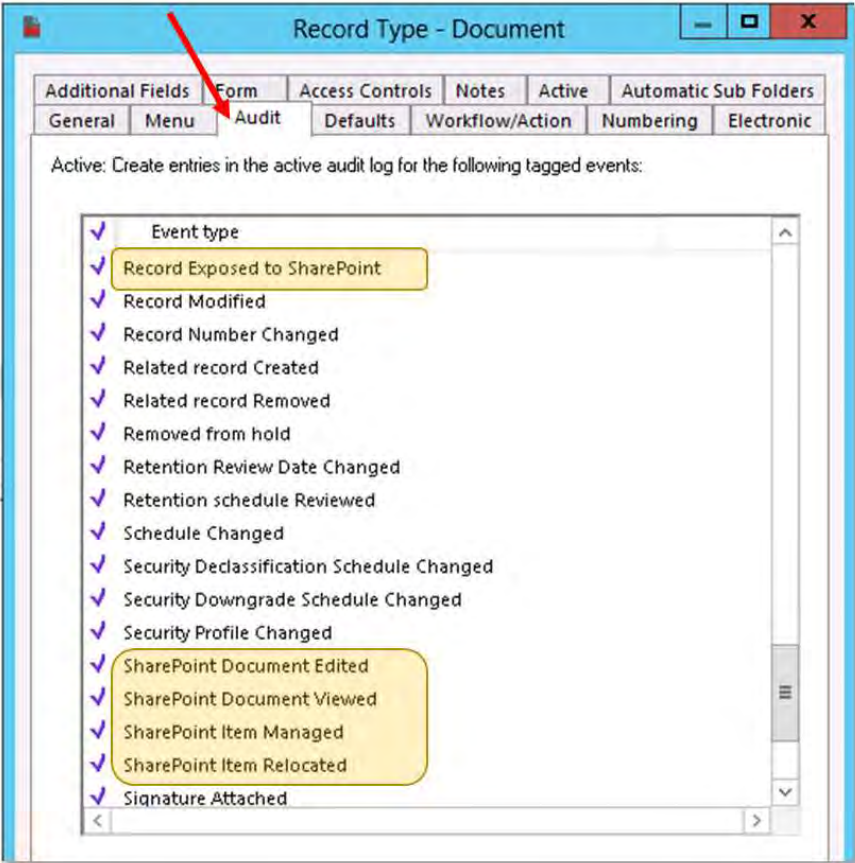 Record Type - Document
Additional Fields Form Access Controls Notes Active Automatic Sub Folders
General Menu Audit Defaults Workflow/Action Numbering Electronic
Active: Create entries in the active audit log for the following tagged events:
Event type
Record Exposed to SharePoint
Record Modified
Record Number Changed
Related record Created
Related record Removed
Removed from hold
Retention Review Date Changed
Retention schedule Reviewed
Schedule Changed
Security Declassification Schedule Changed
Security Downgrade Schedule Changed
Security Profile Changed
SharePoint Document Edited
SharePoint Document Viewed
SharePoint Item Managed
SharePoint Item Relocated
Signature Attached